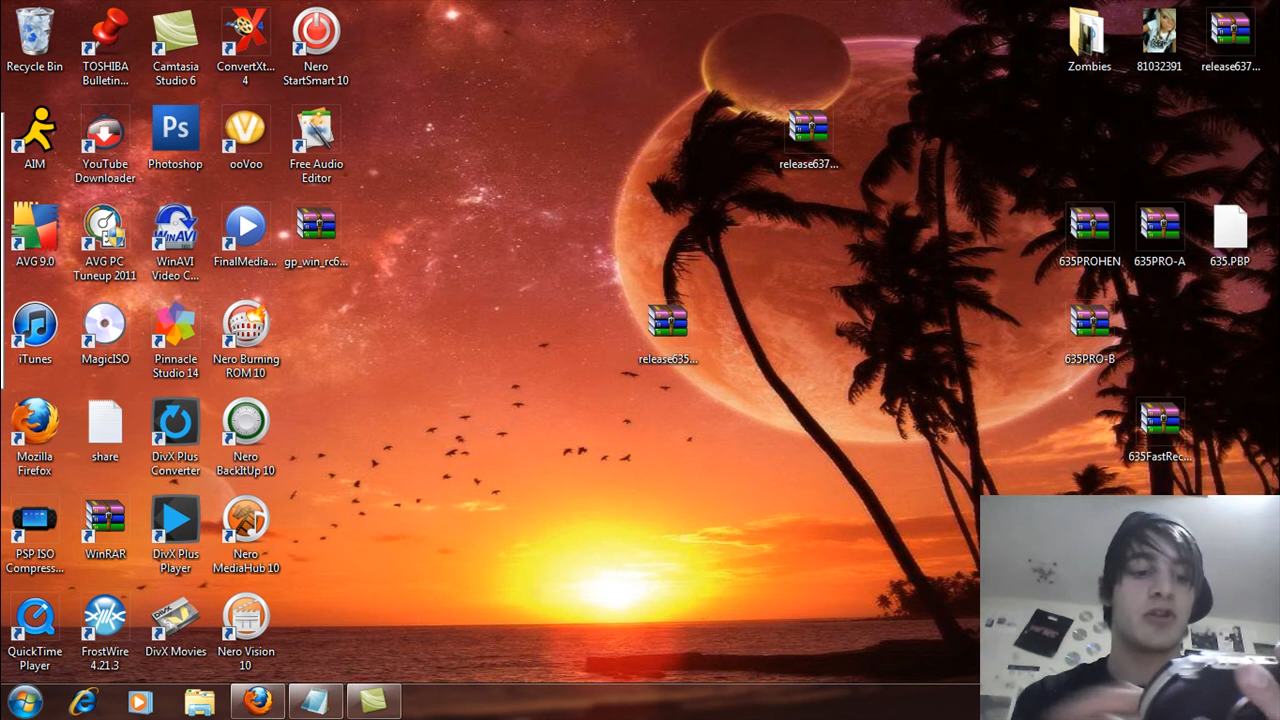 Recycle Bin
TOSHIBA
Bulletin...
Camtasia
Studio 6
ConvertXt...
4
Nero
StartSmart 10
Zombies
81032391
release637...
AIM
YouTube
Downloader
Ps
Photoshop
ooVoo
Free Audio
Editor
release637...
AVG 9.0
AVG PC
Tuneup 2011
WinAVI
WinAVI
Video C...
FinalMedia...
gp_win_rc6...
635PROHEN
635PRO-A
635.PBP
iTunes
MagicISO
Pinnacle
Studio 14
Nero Burning
ROM 10
release635...
635PRO-B
Mozilla
Firefox
share
DivX Plus
Converter
Nero
BackItUp 10
635FastRec...
PSP ISO
Compress...
WinRAR
DivX Plus
Player
Nero
MediaHub 10
QuickTime
Player
FrostWire
4.21.3
DivX
DivX Movies
Nero Vision
10